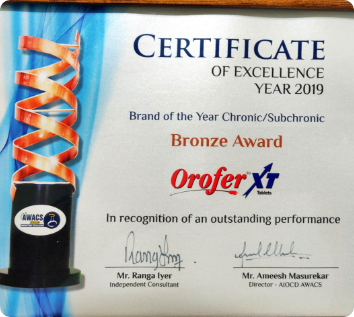 CERTIFICATE
OF EXCELLENCE
YEAR 2019
Brand of the Year Chronic/Subchronic
Bronze Award
Orofer XT
Tablets
In recognition of an outstanding performance
Mr. Ranga Iyer
Independent Consultant
Mr. Ameesh Masurekar
Director - AIOCD AWACS
AWACS